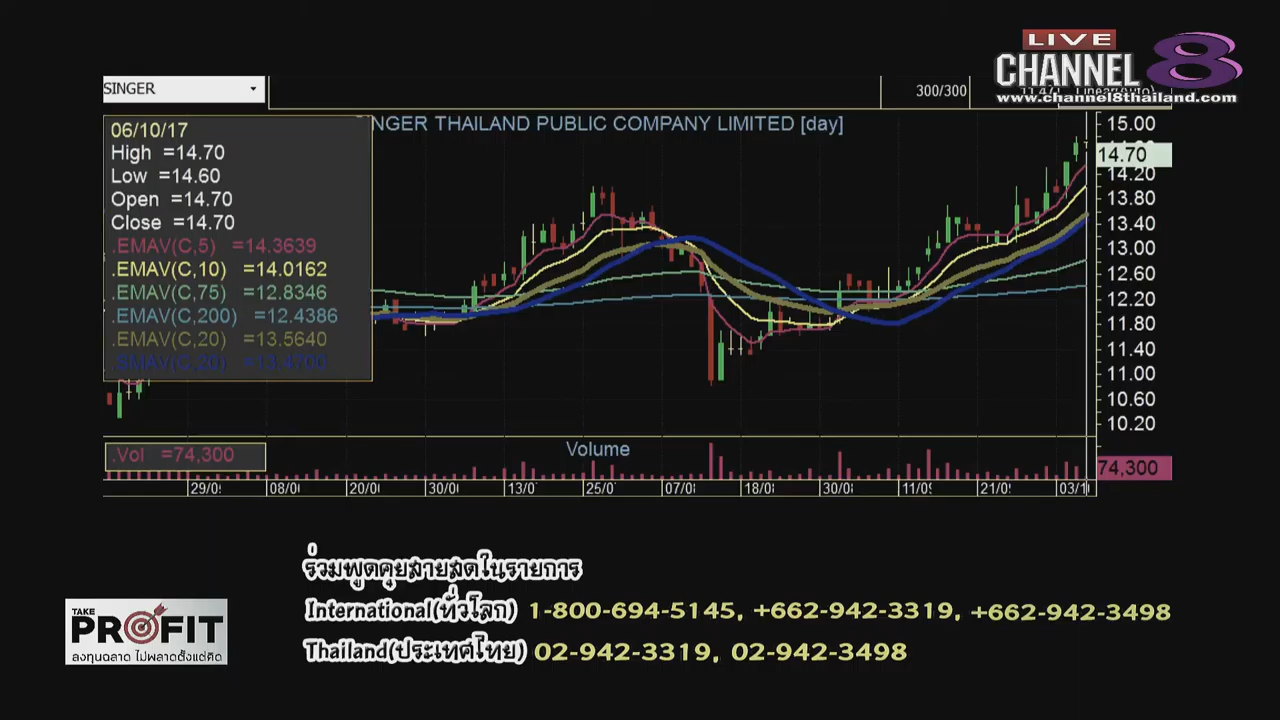 LIVE
CHANNEL 8
www.channel8thailand.com
SINGER
300/300
SINGER THAILAND PUBLIC COMPANY LIMITED [day]
06/10/17
High =14.70
Low =14.60
Open =14.70
Close =14.70
.EMAV(C,5) =14.3639
.EMAV(C,10) =14.0162
.EMAV(C,75) =12.8346
.EMAV(C,200) =12.4386
.EMAV(C,20) =13.5640
.SMAV(C,20) =13.4700
15.00
14.70
14.20
13.80
13.40
13.00
12.60
12.20
11.80
11.40
11.00
10.60
10.20
.Vol =74,300
Volume
74,300
29/0 08/0 20/0 30/0 13/0 25/0 07/0 18/0 30/0 11/0 21/0 03/1
ร่วมพูดคุยสายสดในรายการ
International(ทั่วโลก) 1-800-694-5145, +662-942-3319, +662-942-3498
Thailand(ประเทศไทย) 02-942-3319, 02-942-3498
TAKE
PROFIT
ลงทุนฉลาด ไม่พลาดตั้งแต่คิด